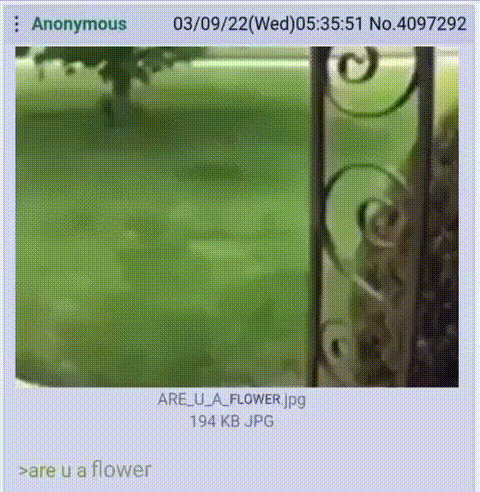 Anonymous 03/09/22(Wed)05:35:51 No.4097292
ARE_U_A_FLOWER.jpg
194 KB JPG
>are u a flower